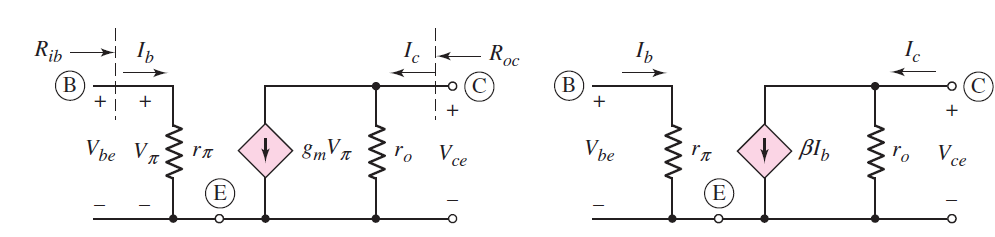 R_ib I_b I_c R_oc
B C
+ + +
V_be V_π r_π g_mV_π r_o V_ce
E
− − −
I_b I_c
B C
+ +
V_be r_π βI_b r_o V_ce
E
− −